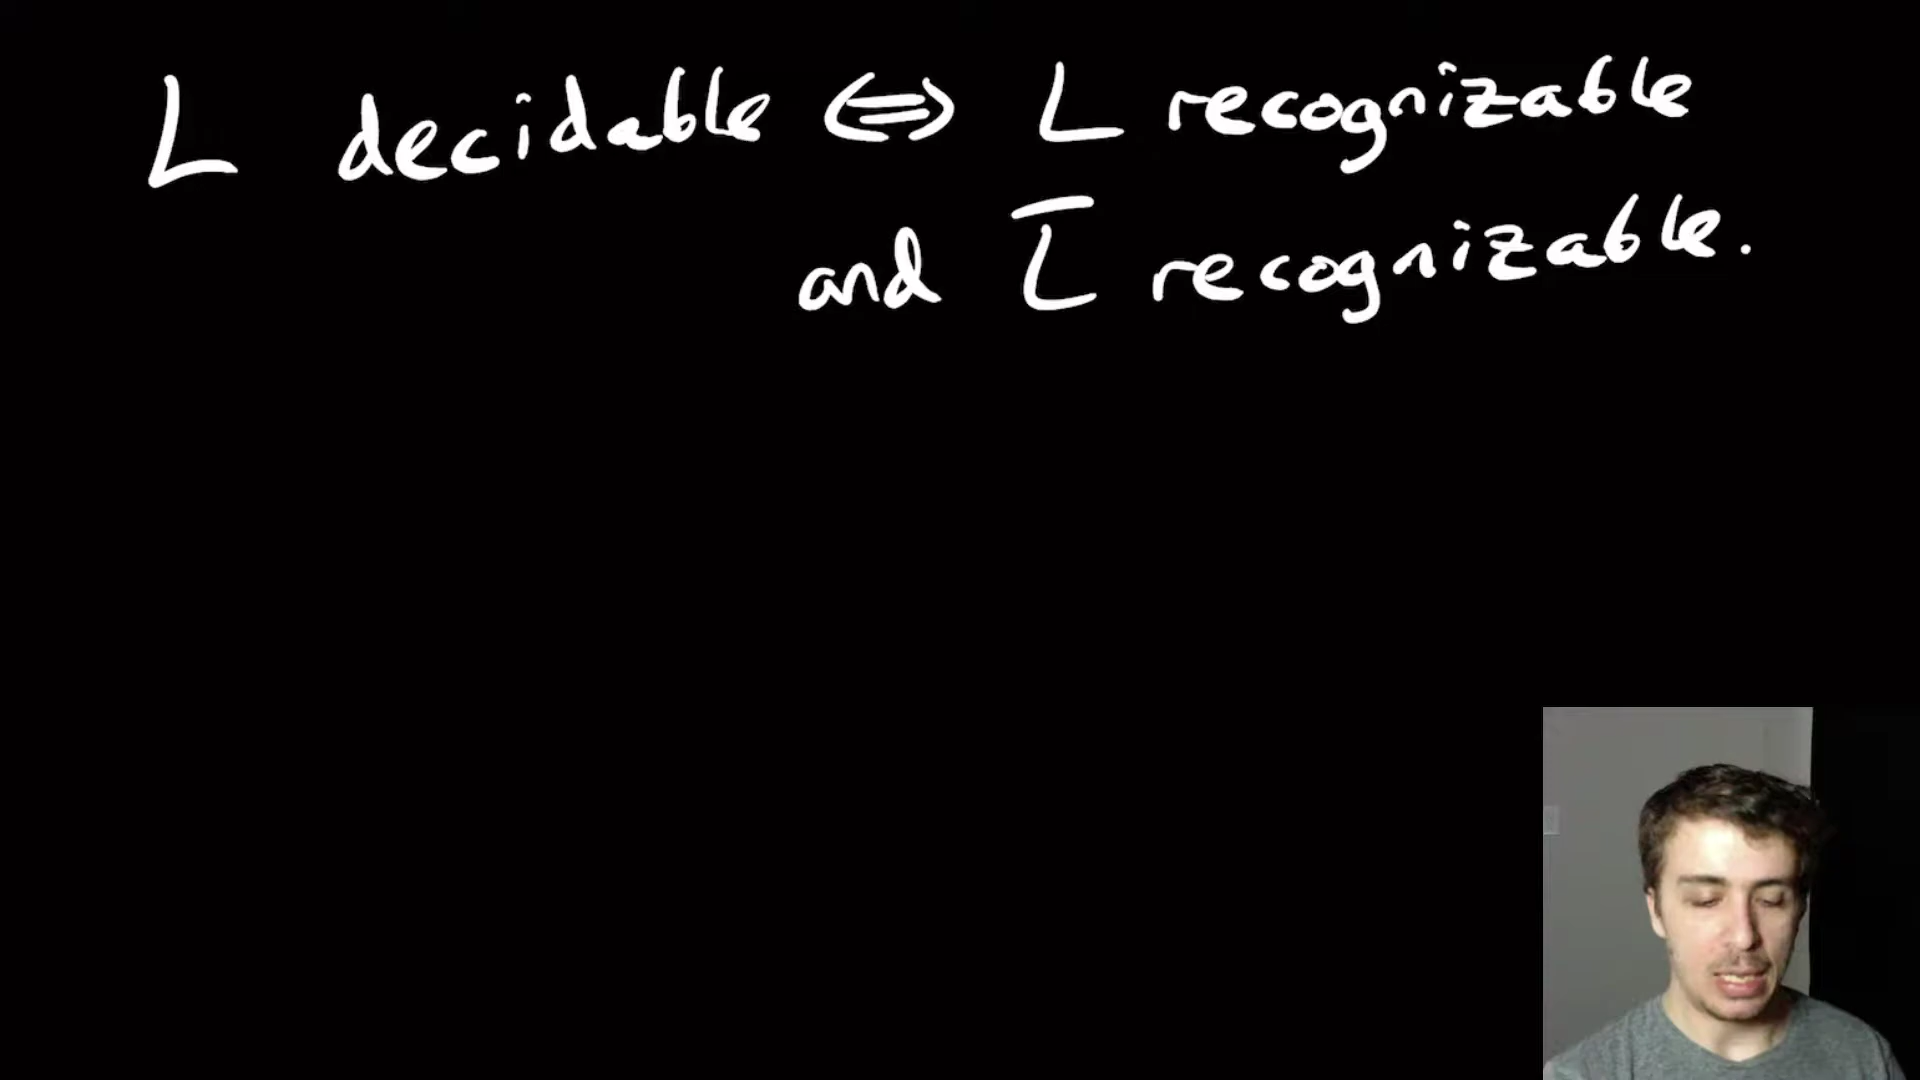 L decidable ⇔ L recognizable
and L̅ recognizable.